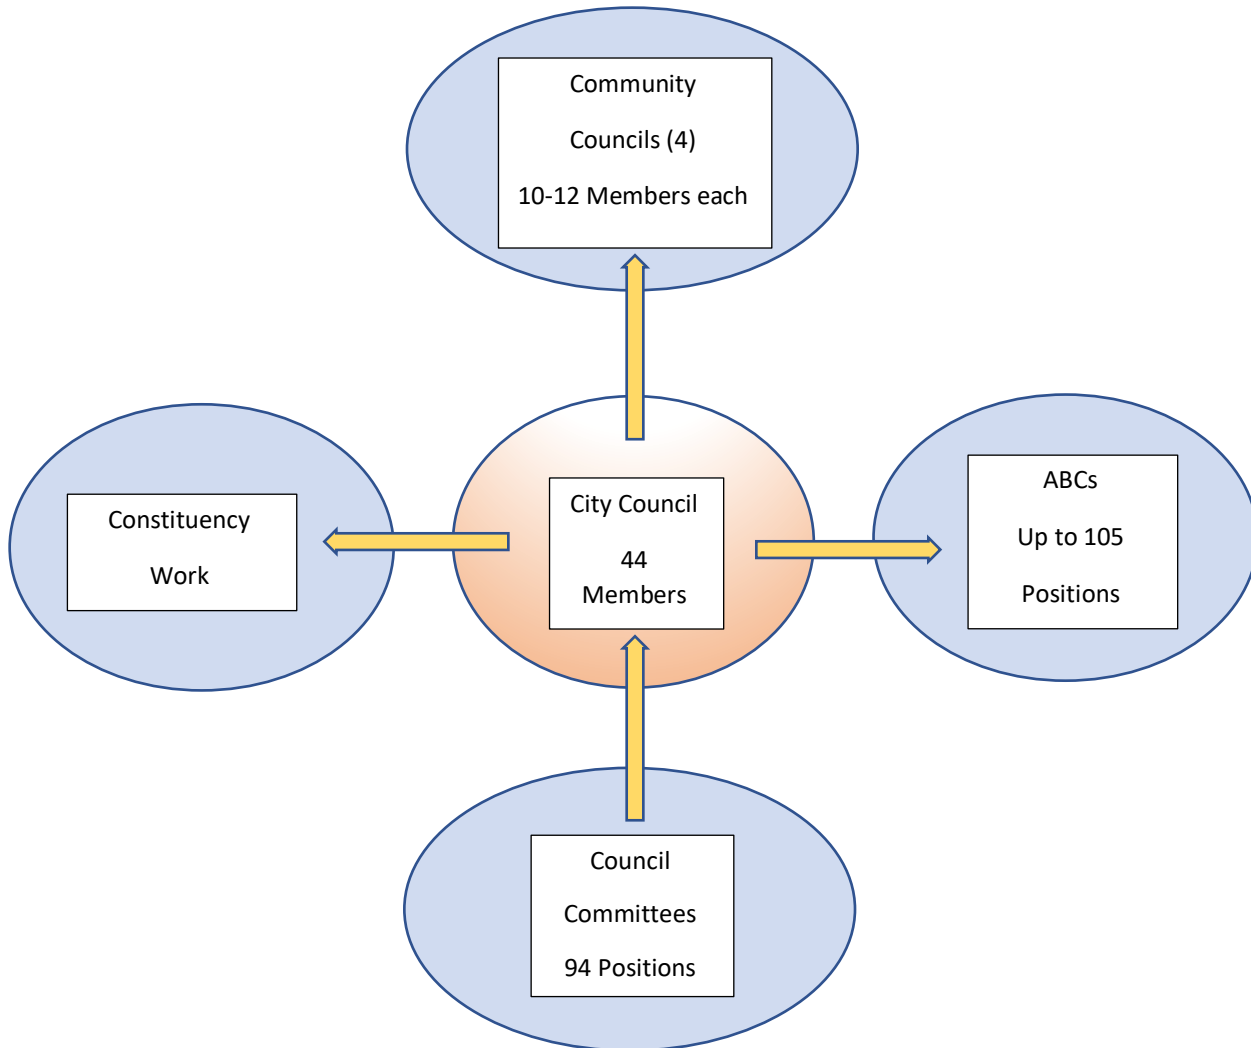 Community
Councils (4)
10-12 Members each
Constituency
Work
City Council
44
Members
ABCs
Up to 105
Positions
Council
Committees
94 Positions